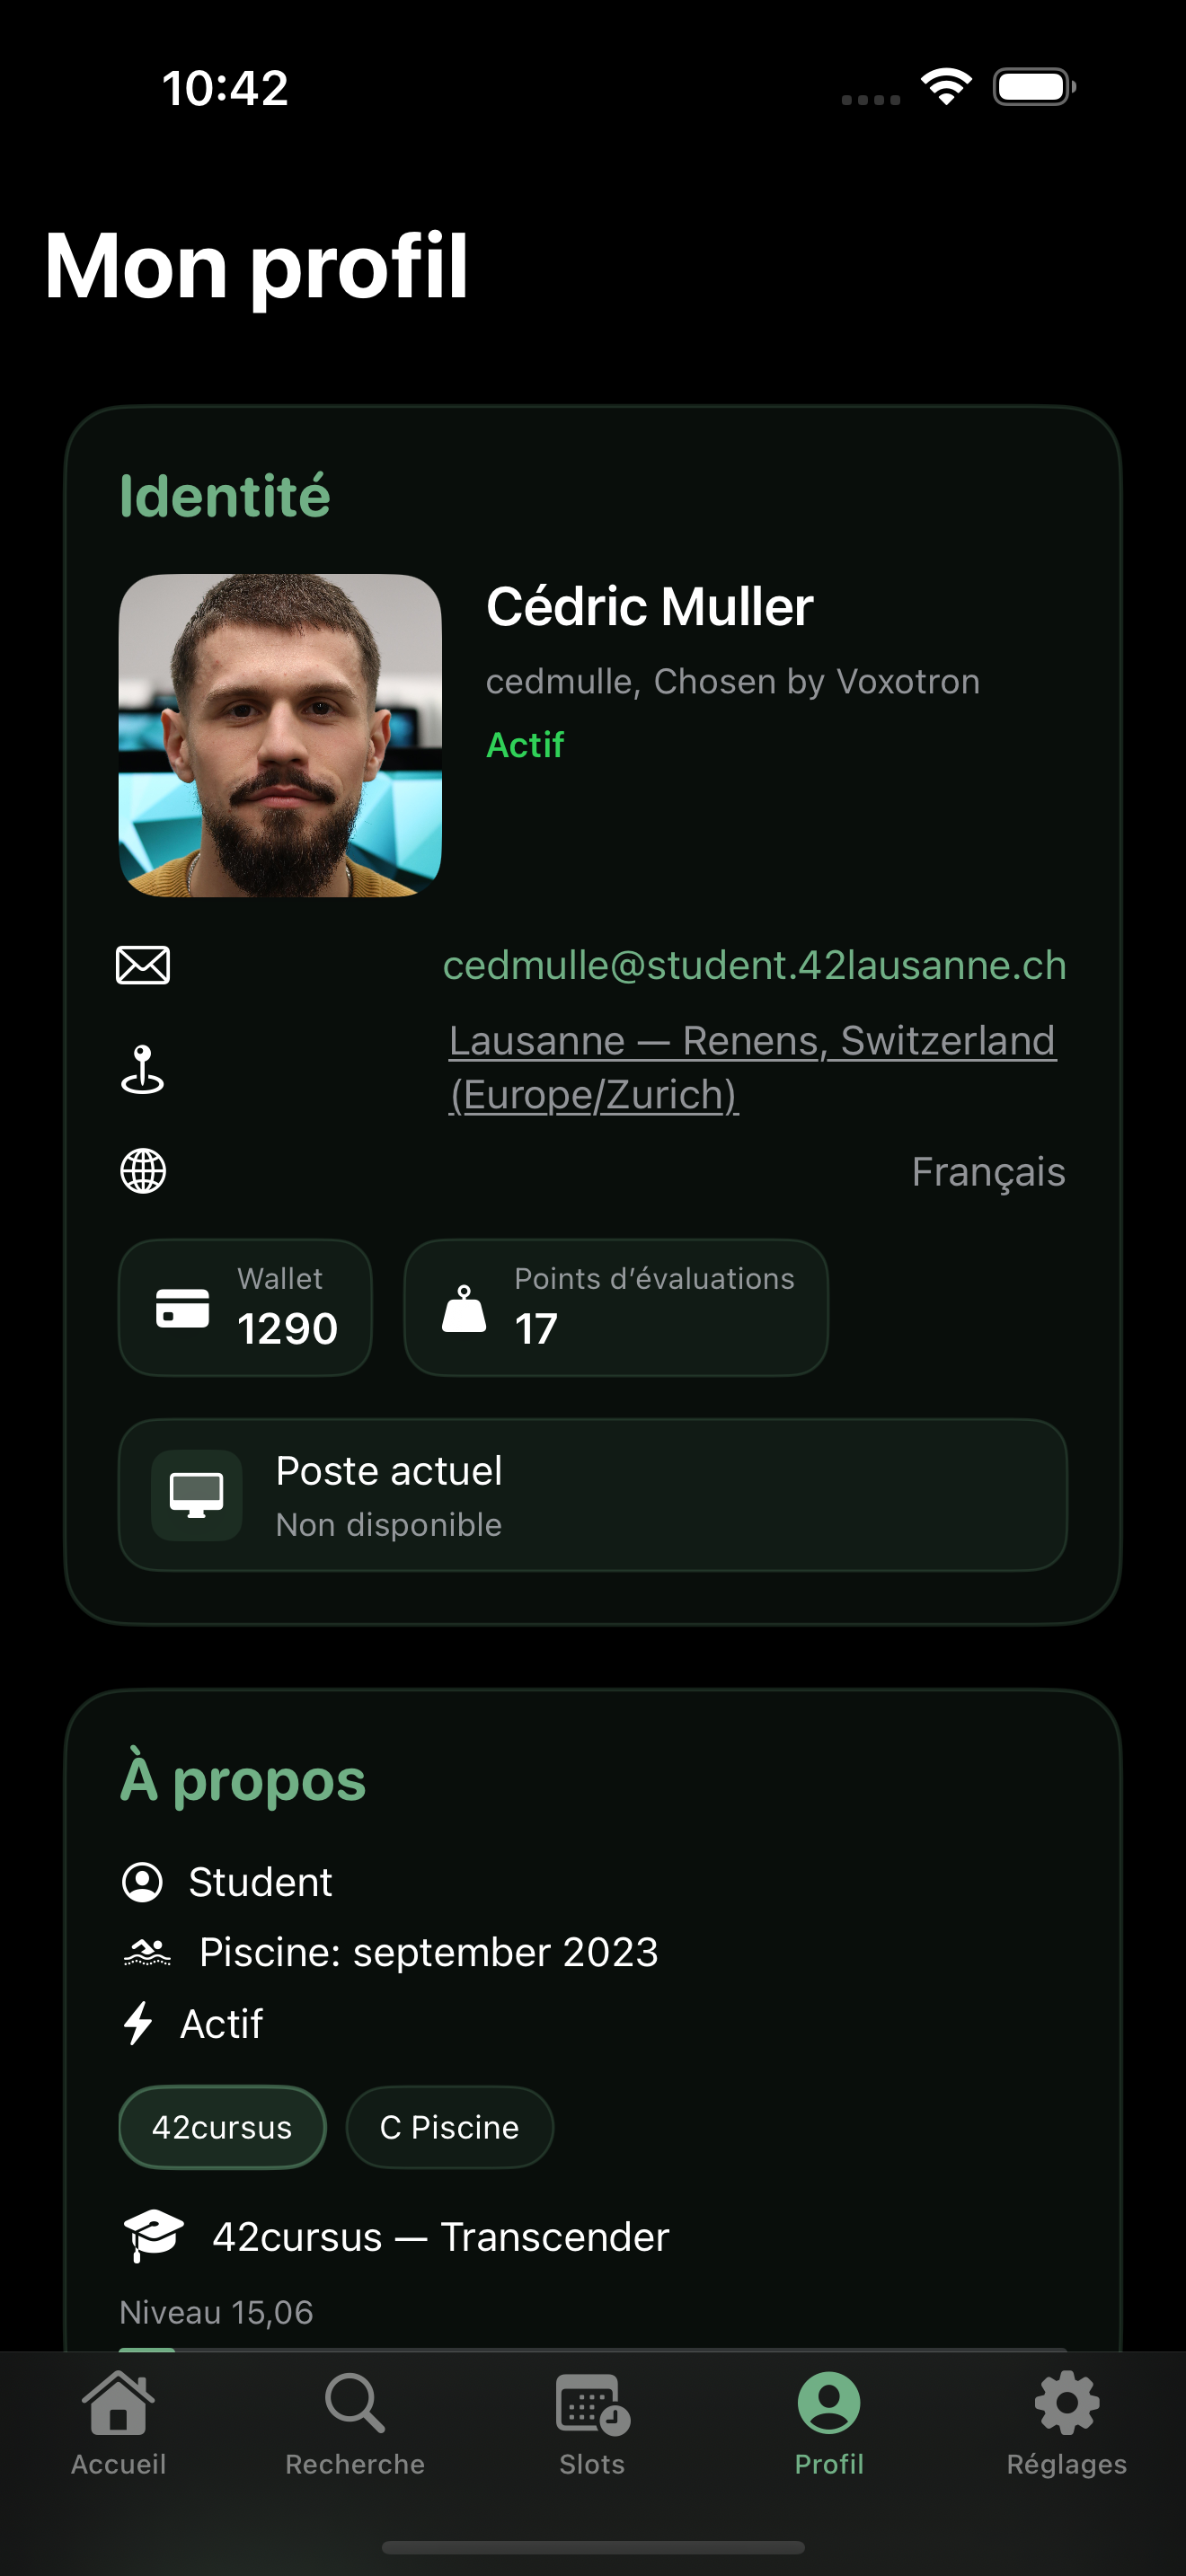 10:42
Mon profil
Identité
Cédric Muller
cedmulle, Chosen by Voxotron
Actif
cedmulle@student.42lausanne.ch
Lausanne — Renens, Switzerland
(Europe/Zurich)
Français
Wallet
1290
Points d’évaluations
17
Poste actuel
Non disponible
À propos
Student
Piscine: september 2023
Actif
42cursus
C Piscine
42cursus — Transcender
Niveau 15,06
Accueil
Recherche
Slots
Profil
Réglages